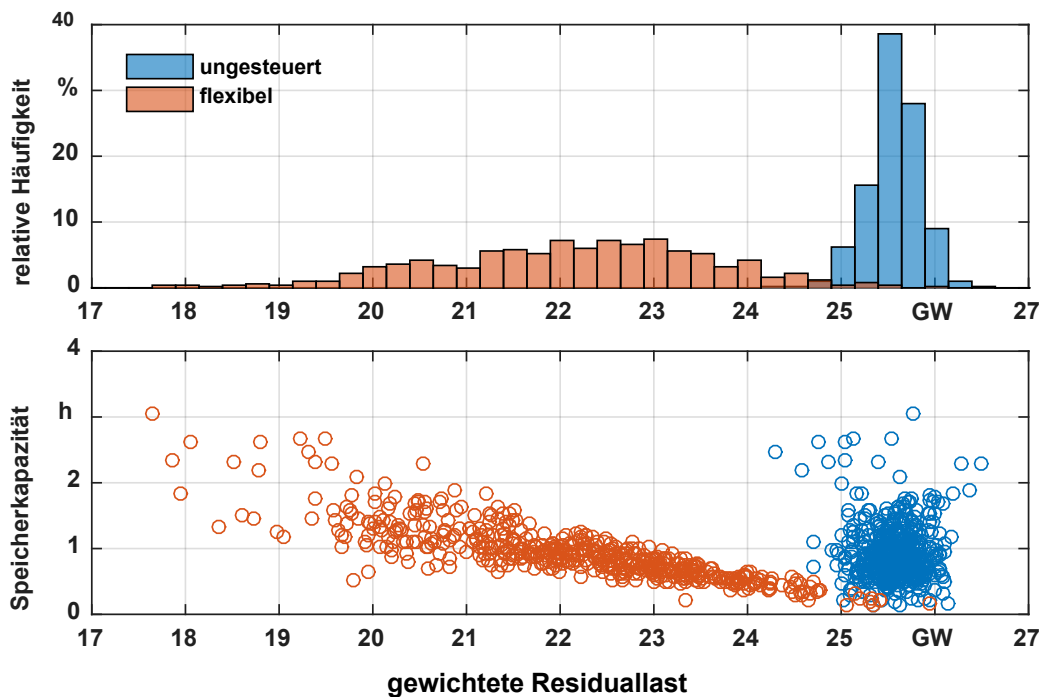 relative Häufigkeit
40
%
20
10
0
ungesteuert
flexibel
17 18 19 20 21 22 23 24 25 GW 27
Speicherkapazität
4
h
2
1
0
17 18 19 20 21 22 23 24 25 GW 27
gewichtete Residuallast